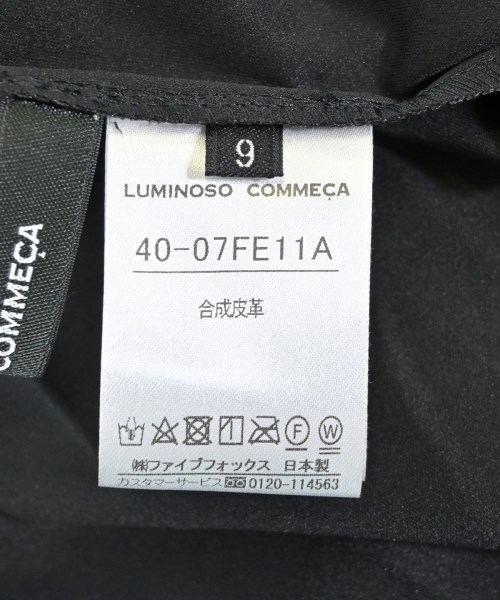 9
LUMINOSO COMMEÇA
COMMEÇA
40-07FE11A
合成皮革
F W
㈱ファイブフォックス 日本製
カスタマーサービス 0120-114563